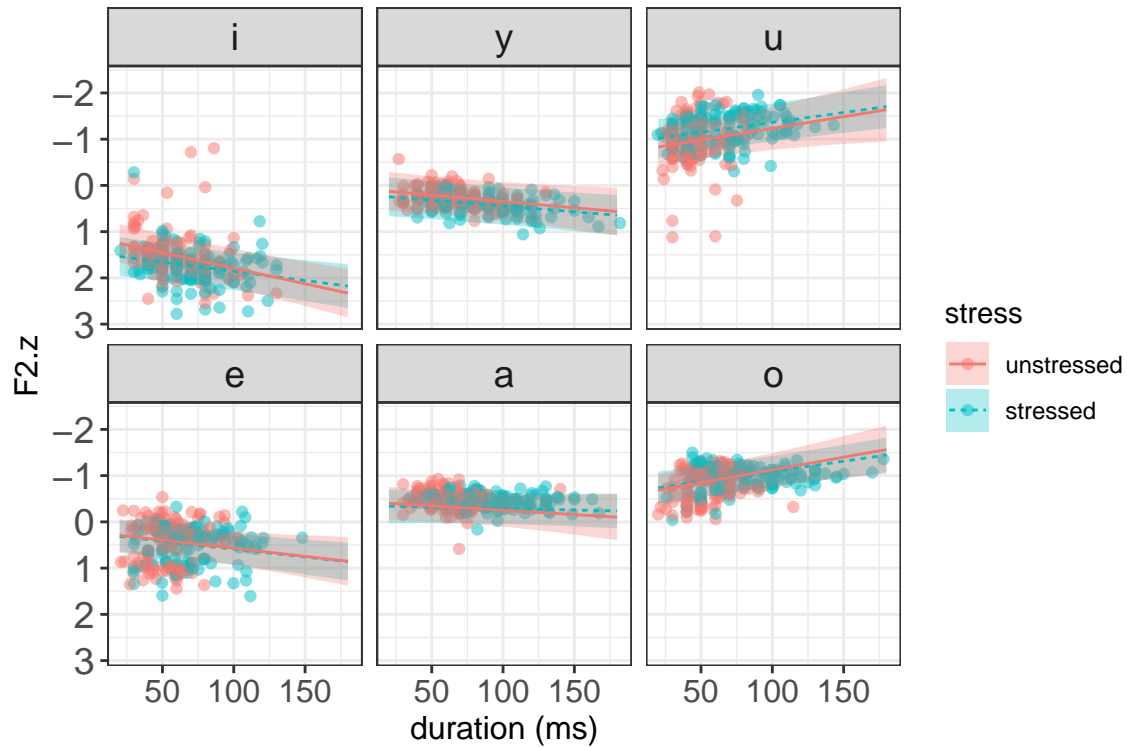 i y u
−2
−1
0
1
2
3
e a o
−2
−1
0
1
2
3
F2.z
50 100 150 50 100 150 50 100 150
duration (ms)
stress
unstressed
stressed